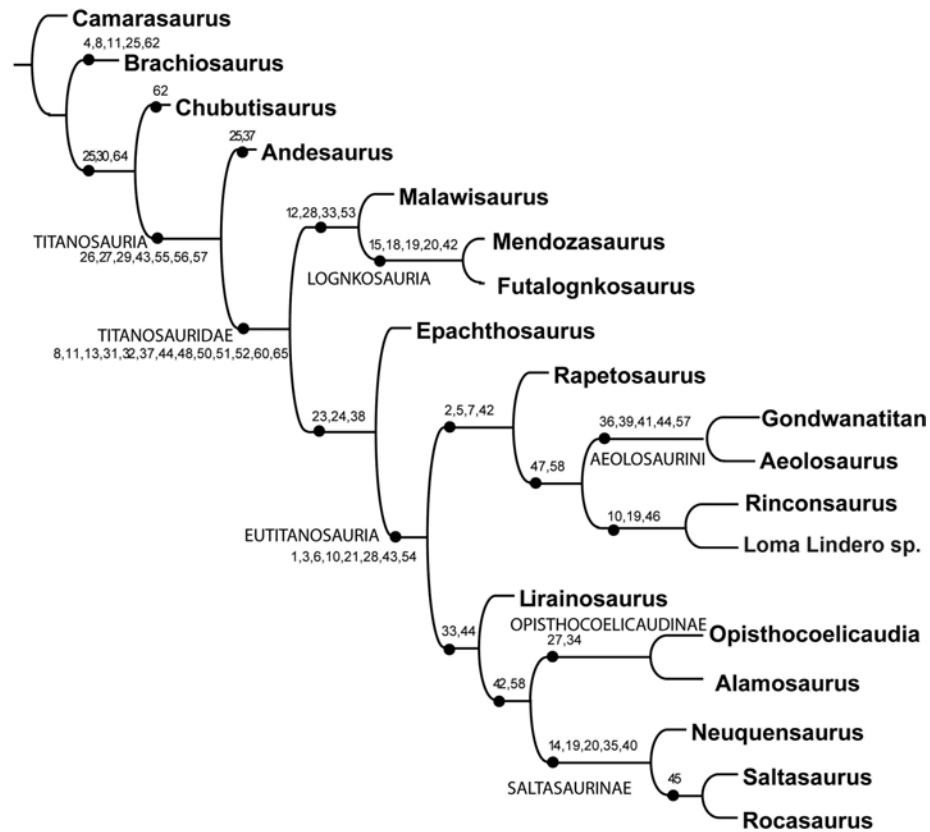 Camarasaurus
4,8,11,25,62
Brachiosaurus
62
Chubutisaurus
25,30,64
25,37
Andesaurus
TITANOSAURIA
26,27,29,43,55,56,57
12,28,33,53
Malawisaurus
15,18,19,20,42
Mendozasaurus
LOGNKOSAURIA
Futalognkosaurus
TITANOSAURIDAE
8,11,13,31,32,37,44,48,50,51,52,60,65
Epachthosaurus
23,24,38
Rapetosaurus
2,5,7,42
36,39,41,44,57
Gondwanatitan
AEOLOSAURINI
Aeolosaurus
47,58
10,19,46
Rinconsaurus
Loma Lindero sp.
EUTITANOSAURIA
1,3,6,10,21,28,43,54
Lirainosaurus
33,44
OPISTHOCOELICAUDINAE
27,34
Opisthocoelicaudia
42,58
Alamosaurus
14,19,20,35,40
Neuquensaurus
SALTASAURINAE
45
Saltasaurus
Rocasaurus